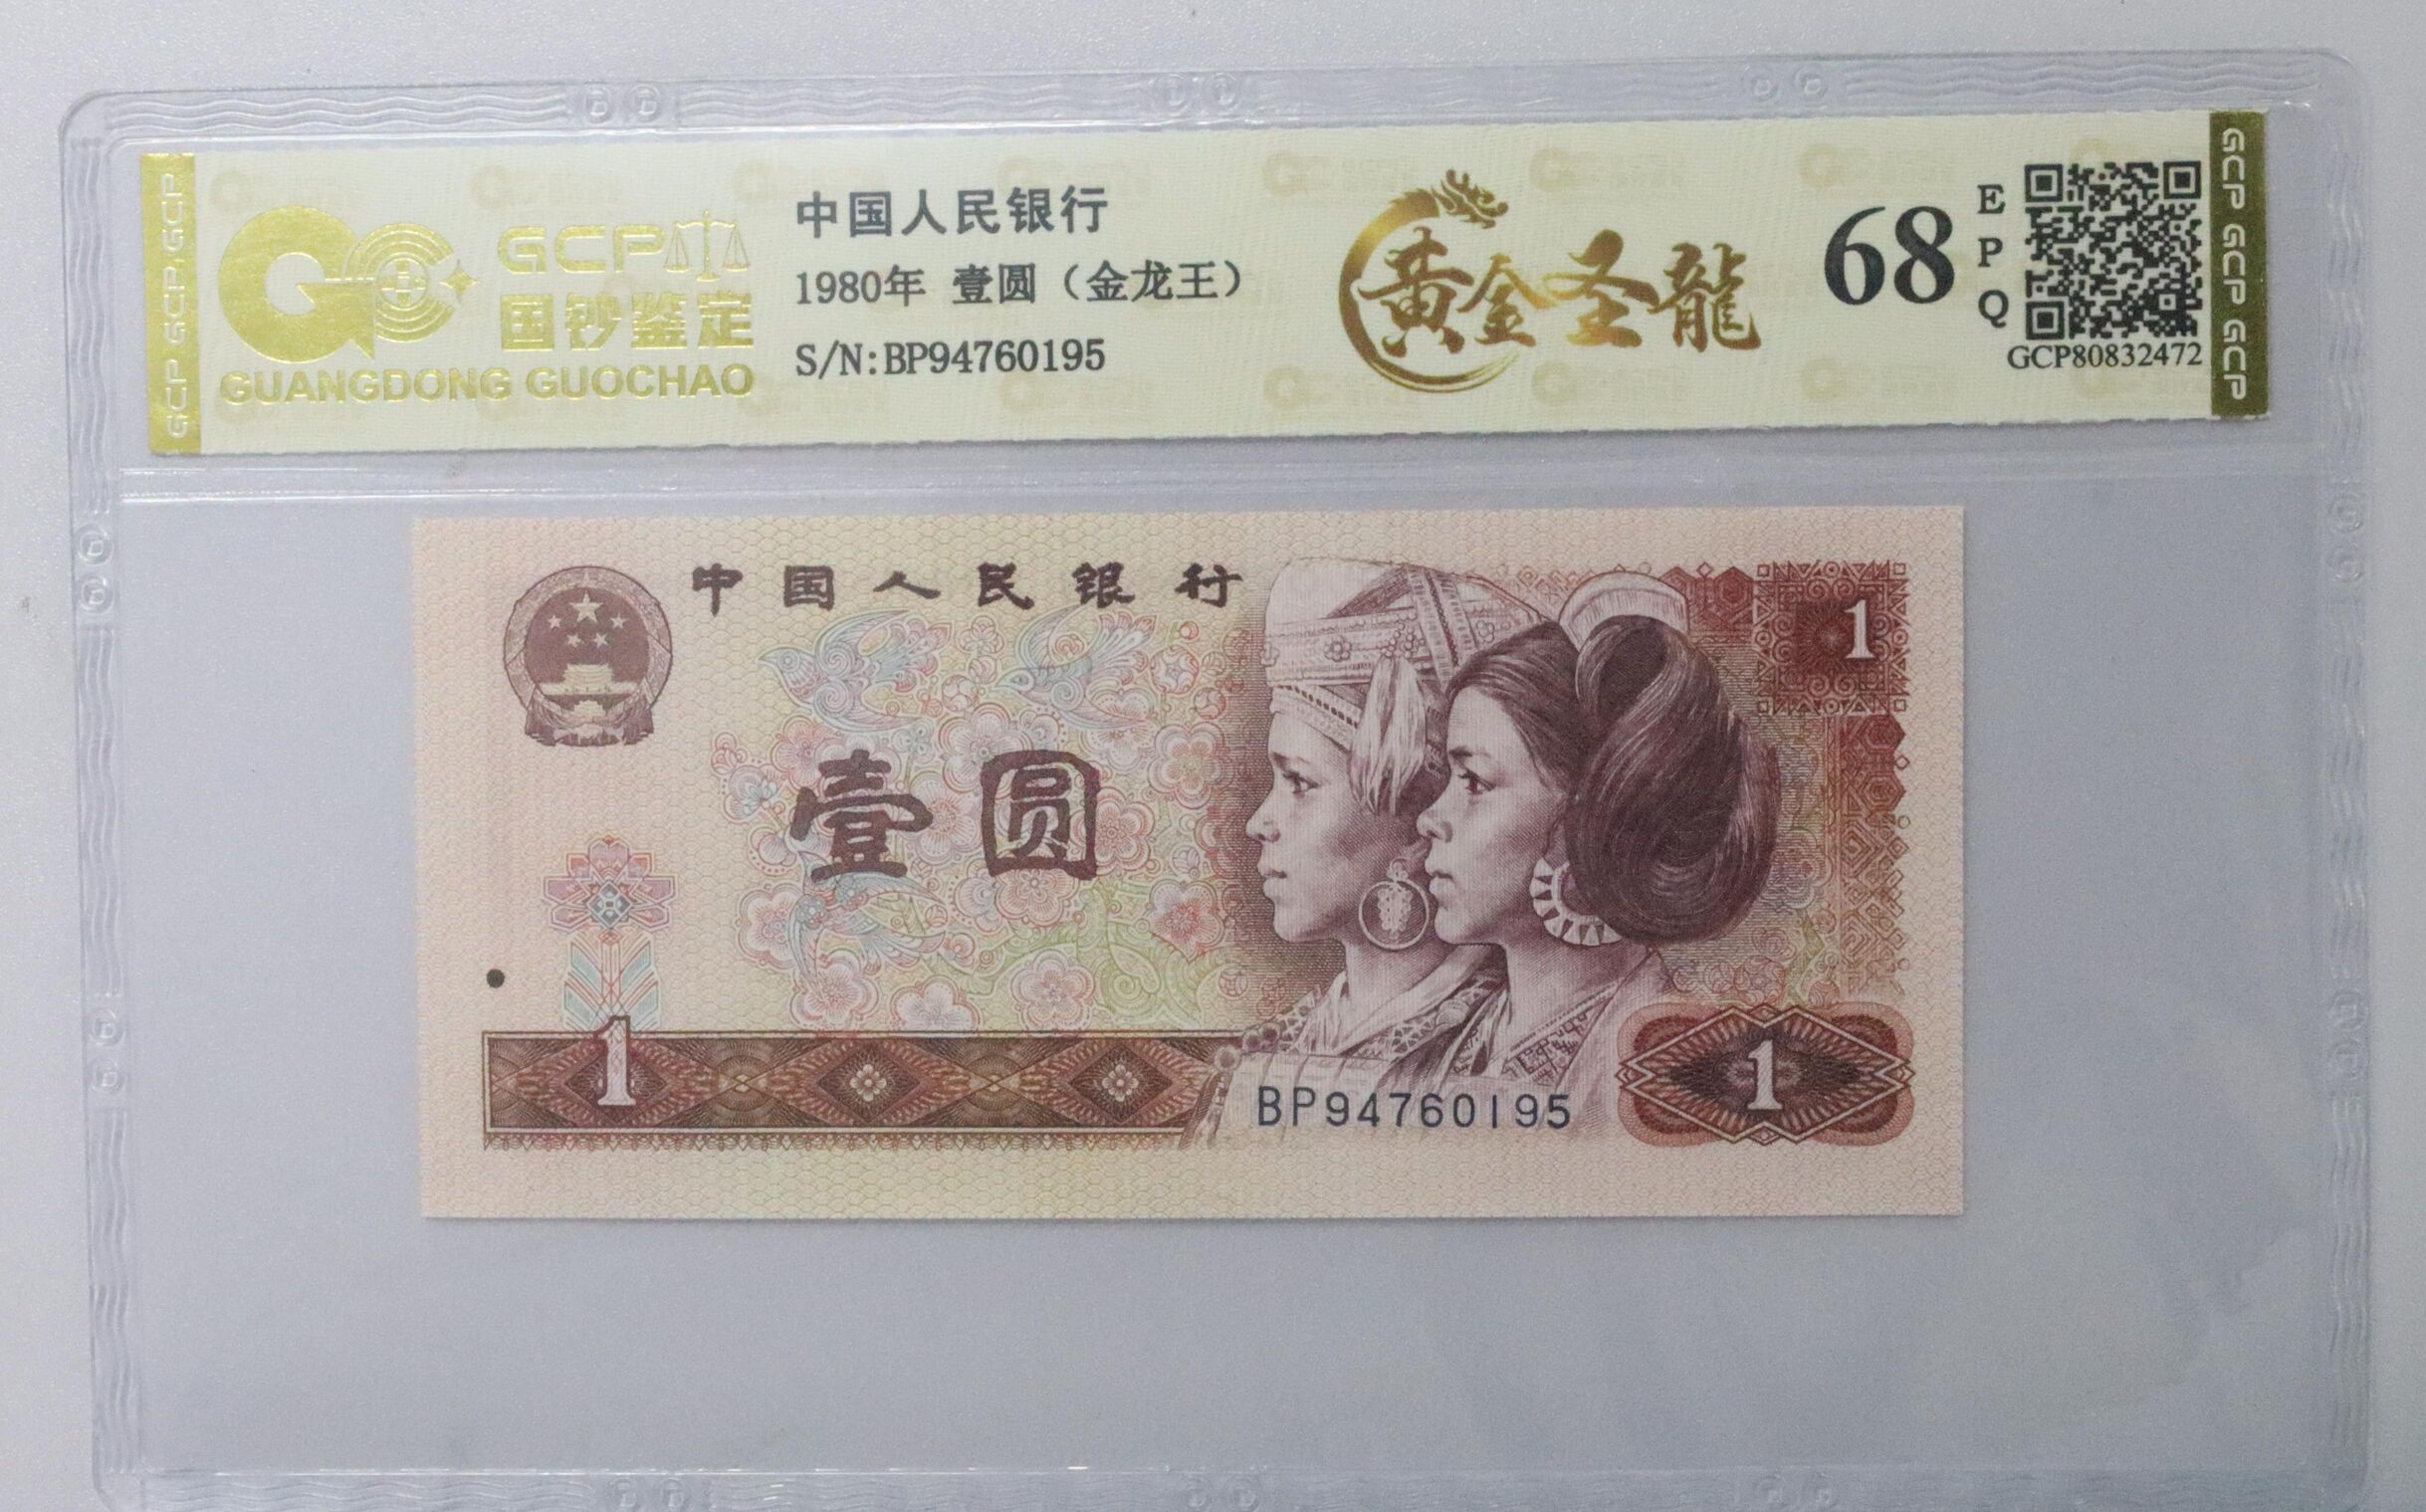 GCP GCP GCP
GCP
国钞鉴定
GUANGDONG GUOCHAO
中国人民银行
1980年 壹圆（金龙王）
S/N:BP94760195
黄金圣龍
68
E
P
Q
GCP80832472
GCP GCP GCP
中国人民银行
1
壹圆
1
BP94760195
1